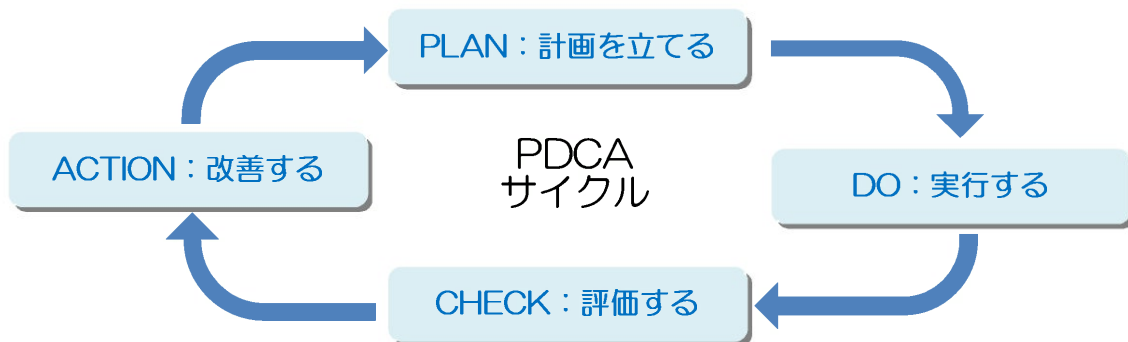 PLAN：計画を立てる
ACTION：改善する
PDCA
サイクル
DO：実行する
CHECK：評価する